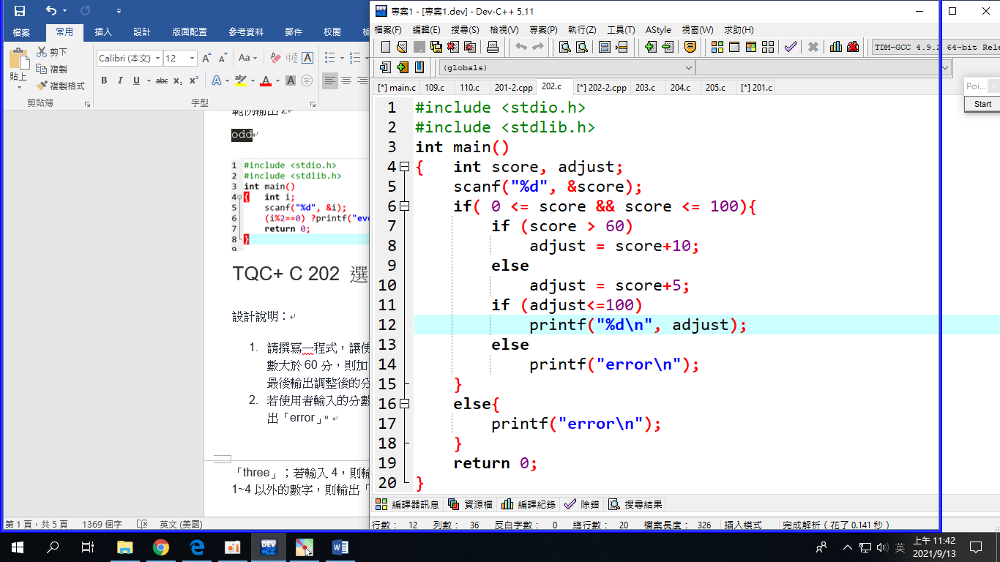 檔案 常用 插入 設計 版面配置 參考資料 郵件 校閱
貼上
剪下
複製
複製格式
剪貼簿
Calibri (本文) 12
B I U abc x₂ x²
字型
範例輸出 2
odd
1 #include <stdio.h>
2 #include <stdlib.h>
3 int main()
4 { int i;
5 scanf("%d", &i);
6 (i%2==0) ?printf("eve
7 return 0;
8 }
9
TQC+ C 202 選
設計說明：
1. 請撰寫一程式，讓使
數大於 60 分，則加
最後輸出調整後的分
2. 若使用者輸入的分數
出「error」。
「three」；若輸入 4，則輸
1~4 以外的數字，則輸出「
第 1 頁，共 5 頁 1369 個字 英文 (美國)
專案1 - [專案1.dev] - Dev-C++ 5.11
檔案(F) 編輯(E) 搜尋(S) 檢視(V) 專案(P) 執行(Z) 工具(T) AStyle 視窗(W) 求助(H)
TDM-GCC 4.9.2 64-bit Rele
(globals)
[*] main.c 109.c 110.c 201-2.cpp 202.c [*] 202-2.cpp 203.c 204.c 205.c [*] 201.c
1 #include <stdio.h>
2 #include <stdlib.h>
3 int main()
4 { int score, adjust;
5 scanf("%d", &score);
6 if( 0 <= score && score <= 100){
7 if (score > 60)
8 adjust = score+10;
9 else
10 adjust = score+5;
11 if (adjust<=100)
12 printf("%d\n", adjust);
13 else
14 printf("error\n");
15 }
16 else{
17 printf("error\n");
18 }
19 return 0;
20 }
編譯器訊息 資源檔 編譯紀錄 除錯 搜尋結果
行數： 12 列數： 36 反白字數： 0 總行數： 20 檔案長度： 326 插入模式 完成解析 ( 花了 0.141 秒 )
Poi...
Start
英
上午 11:42
2021/9/13